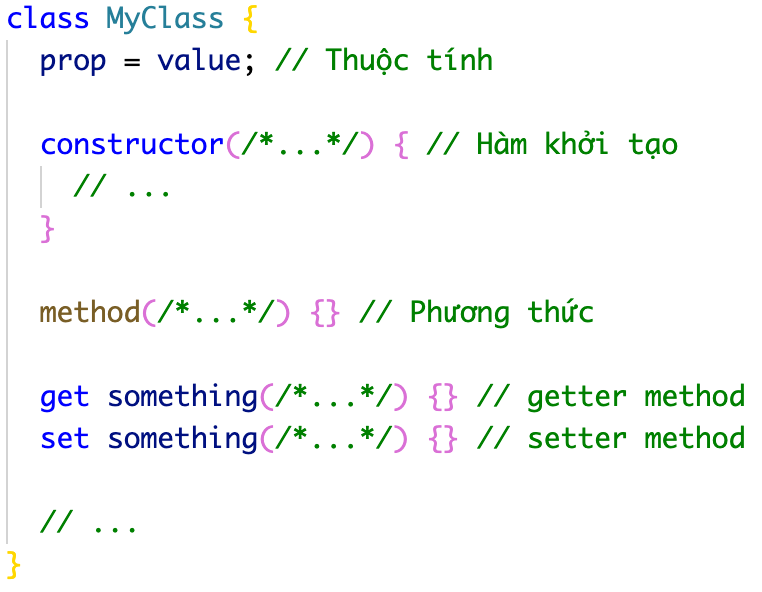 class MyClass {
prop = value; // Thuộc tính
constructor(/*...*/) { // Hàm khởi tạo
// ...
}
method(/*...*/) {} // Phương thức
get something(/*...*/) {} // getter method
set something(/*...*/) {} // setter method
// ...
}